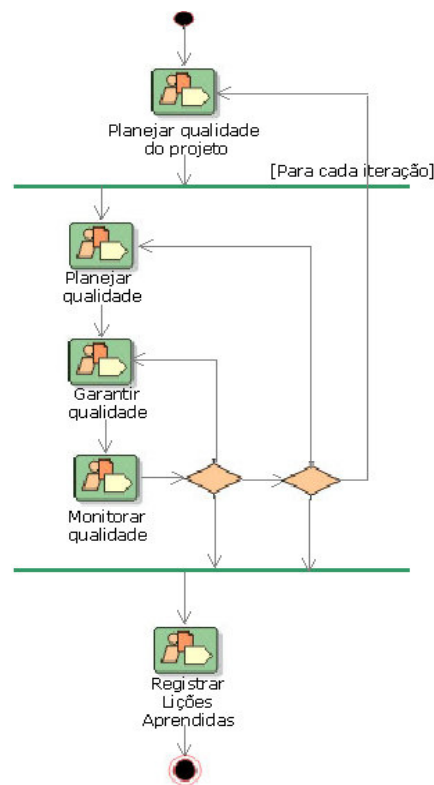 Planejar qualidade
do projeto
[Para cada iteração]
Planejar
qualidade
Garantir
qualidade
Monitorar
qualidade
Registrar
Lições
Aprendidas